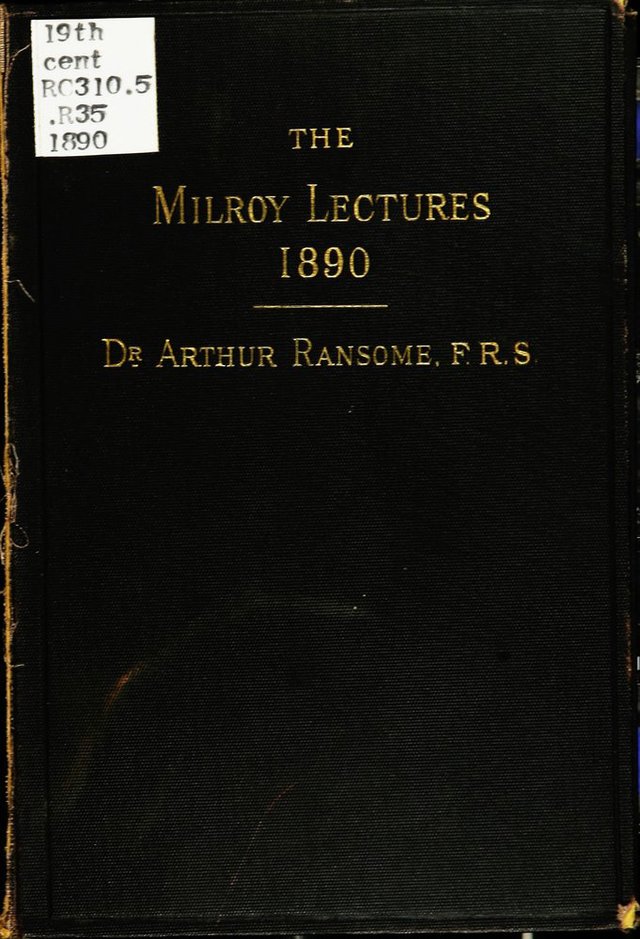 19th
cent
RC310.5
.R35
1890
THE
MILROY LECTURES
1890
DR. ARTHUR RANSOME, F.R.S.